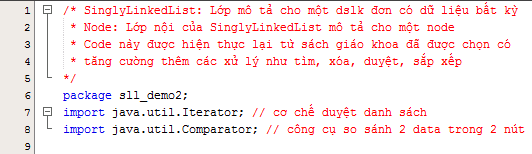 1 /* SinglyLinkedList: Lớp mô tả cho một dslk đơn có dữ liệu bất kỳ
2 * Node: Lớp nội của SinglyLinkedList mô tả cho một node
3 * Code này được hiện thực lại từ sách giáo khoa đã được chọn có
4 * tăng cường thêm các xử lý như tìm, xóa, duyệt, sắp xếp
5 */
6 package sll_demo2;
7 import java.util.Iterator; // cơ chế duyệt danh sách
8 import java.util.Comparator; // công cụ so sánh 2 data trong 2 nút
9